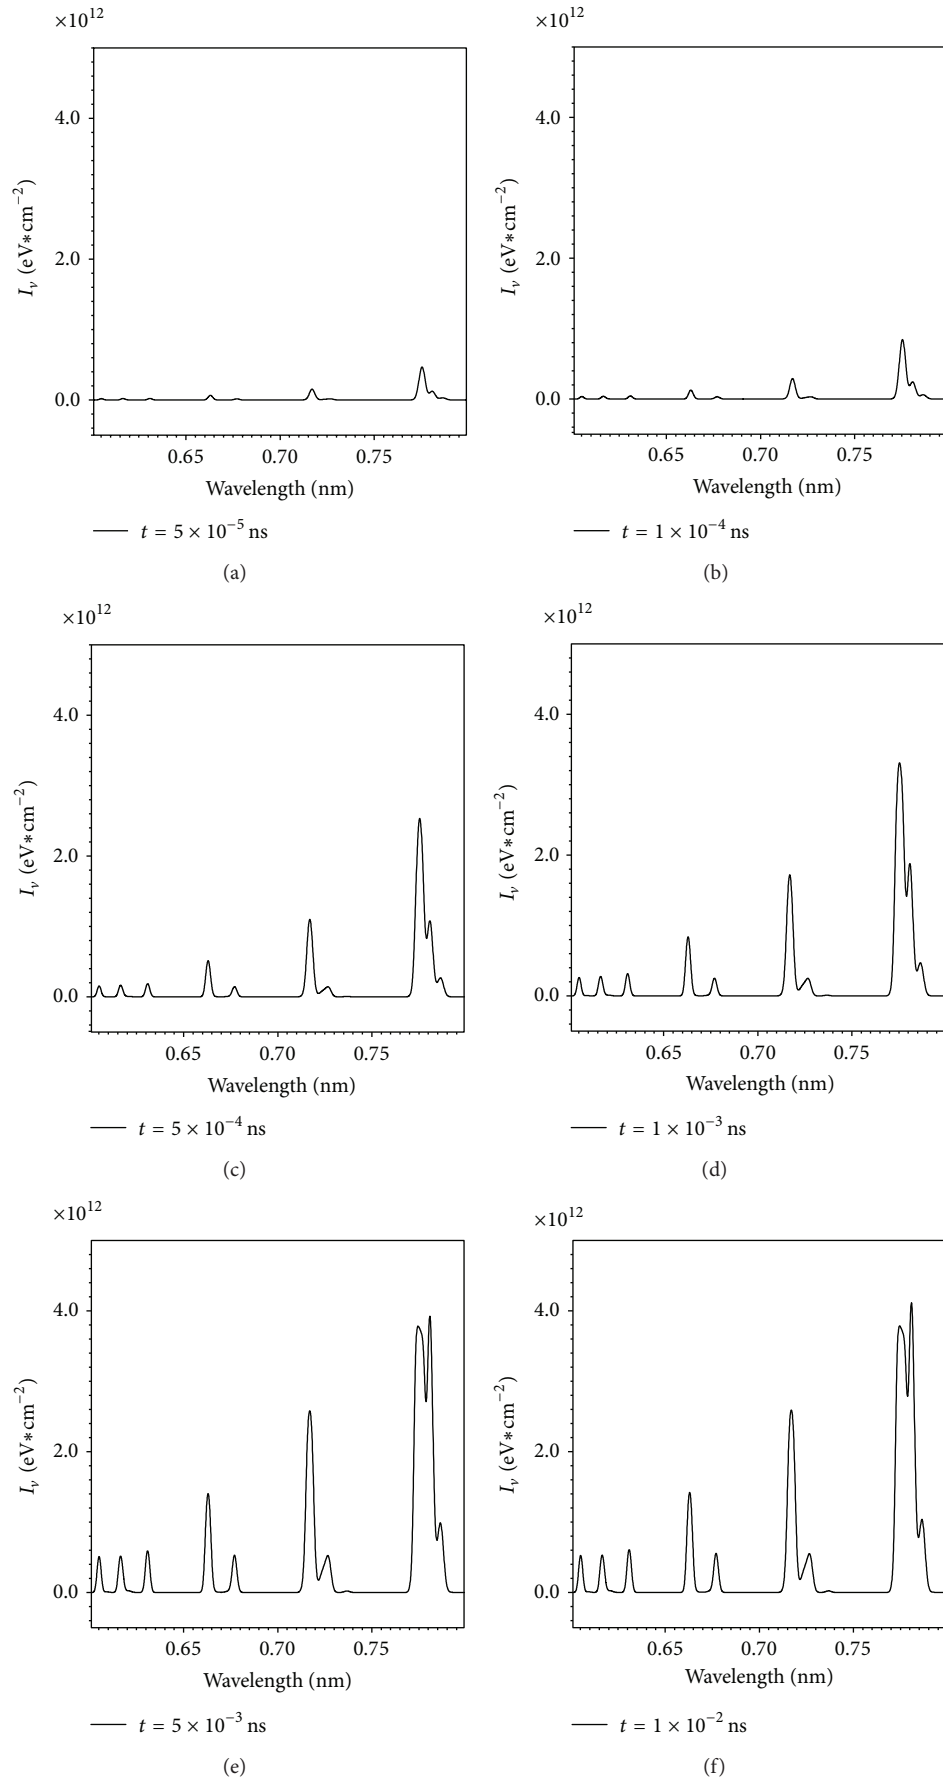 ×10^12
4.0
2.0
0.0
I_ν (eV∗cm^−2)
0.65 0.70 0.75
Wavelength (nm)
t = 5 × 10^−5 ns
(a)
×10^12
4.0
2.0
0.0
I_ν (eV∗cm^−2)
0.65 0.70 0.75
Wavelength (nm)
t = 1 × 10^−4 ns
(b)
×10^12
4.0
2.0
0.0
I_ν (eV∗cm^−2)
0.65 0.70 0.75
Wavelength (nm)
t = 5 × 10^−4 ns
(c)
×10^12
4.0
2.0
0.0
I_ν (eV∗cm^−2)
0.65 0.70 0.75
Wavelength (nm)
t = 1 × 10^−3 ns
(d)
×10^12
4.0
2.0
0.0
I_ν (eV∗cm^−2)
0.65 0.70 0.75
Wavelength (nm)
t = 5 × 10^−3 ns
(e)
×10^12
4.0
2.0
0.0
I_ν (eV∗cm^−2)
0.65 0.70 0.75
Wavelength (nm)
t = 1 × 10^−2 ns
(f)